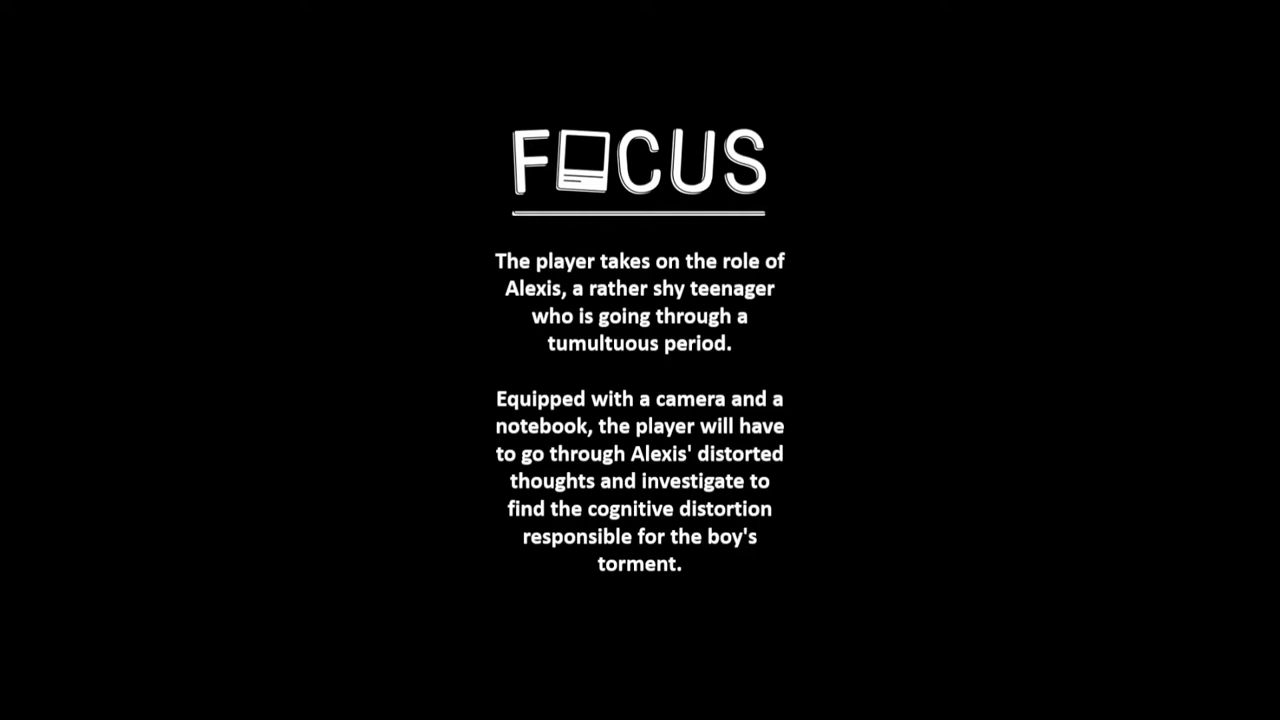 FOCUS
The player takes on the role of
Alexis, a rather shy teenager
who is going through a
tumultuous period.
Equipped with a camera and a
notebook, the player will have
to go through Alexis' distorted
thoughts and investigate to
find the cognitive distortion
responsible for the boy's
torment.